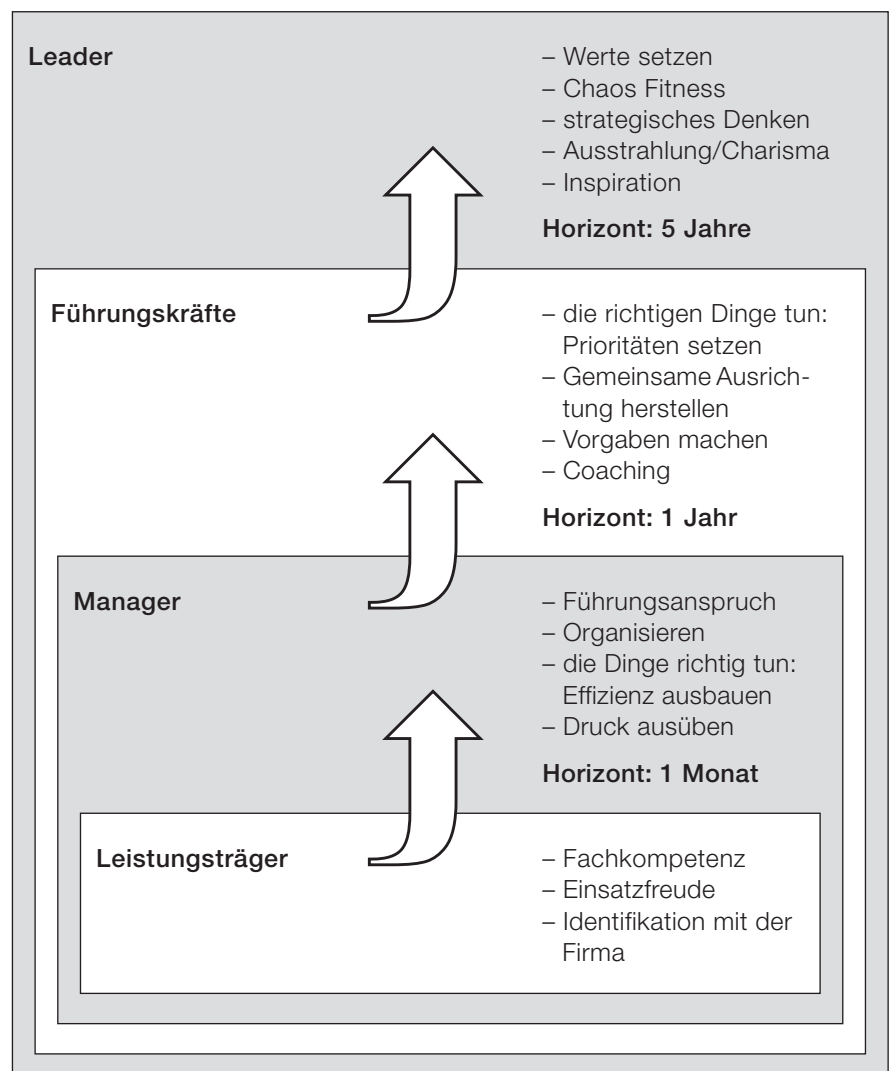 Leader
– Werte setzen
– Chaos Fitness
– strategisches Denken
– Ausstrahlung/Charisma
– Inspiration
Horizont: 5 Jahre
Führungskräfte
– die richtigen Dinge tun:
Prioritäten setzen
– Gemeinsame Ausrich-
tung herstellen
– Vorgaben machen
– Coaching
Horizont: 1 Jahr
Manager
– Führungsanspruch
– Organisieren
– die Dinge richtig tun:
Effizienz ausbauen
– Druck ausüben
Horizont: 1 Monat
Leistungsträger
– Fachkompetenz
– Einsatzfreude
– Identifikation mit der
Firma